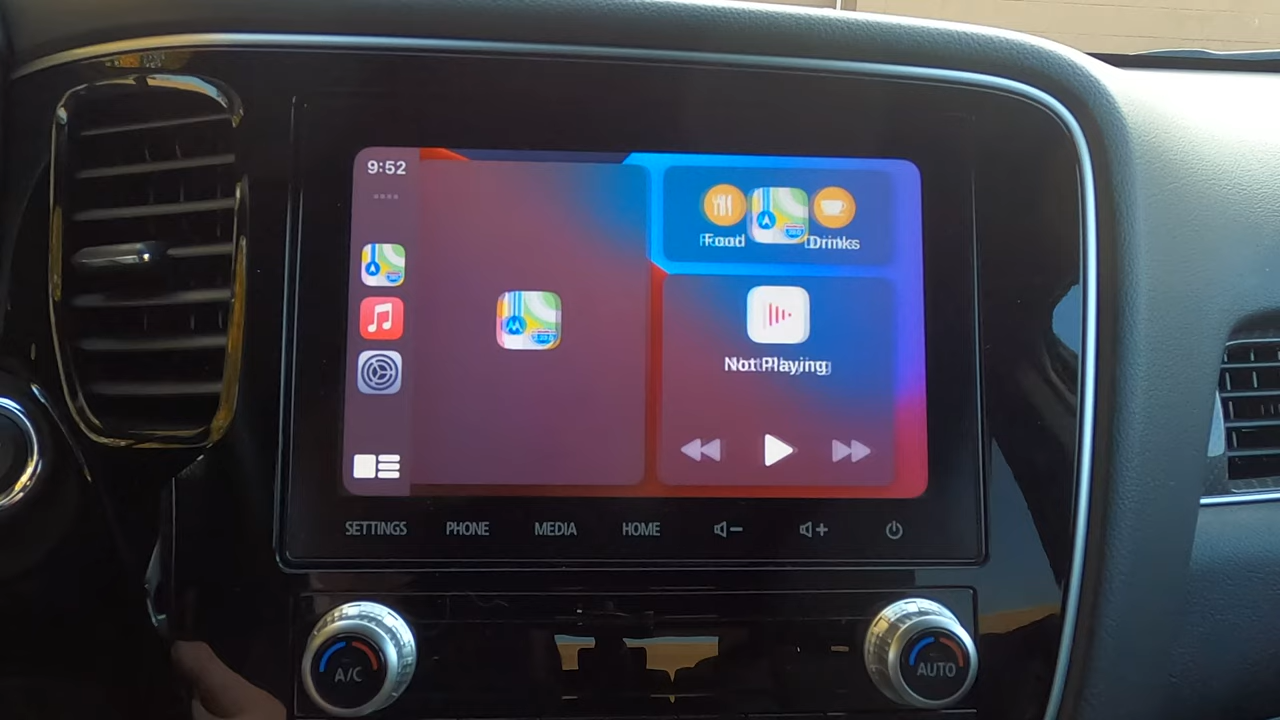 9:52
Food
Drinks
Not Playing
SETTINGS
PHONE
MEDIA
HOME
A/C
AUTO